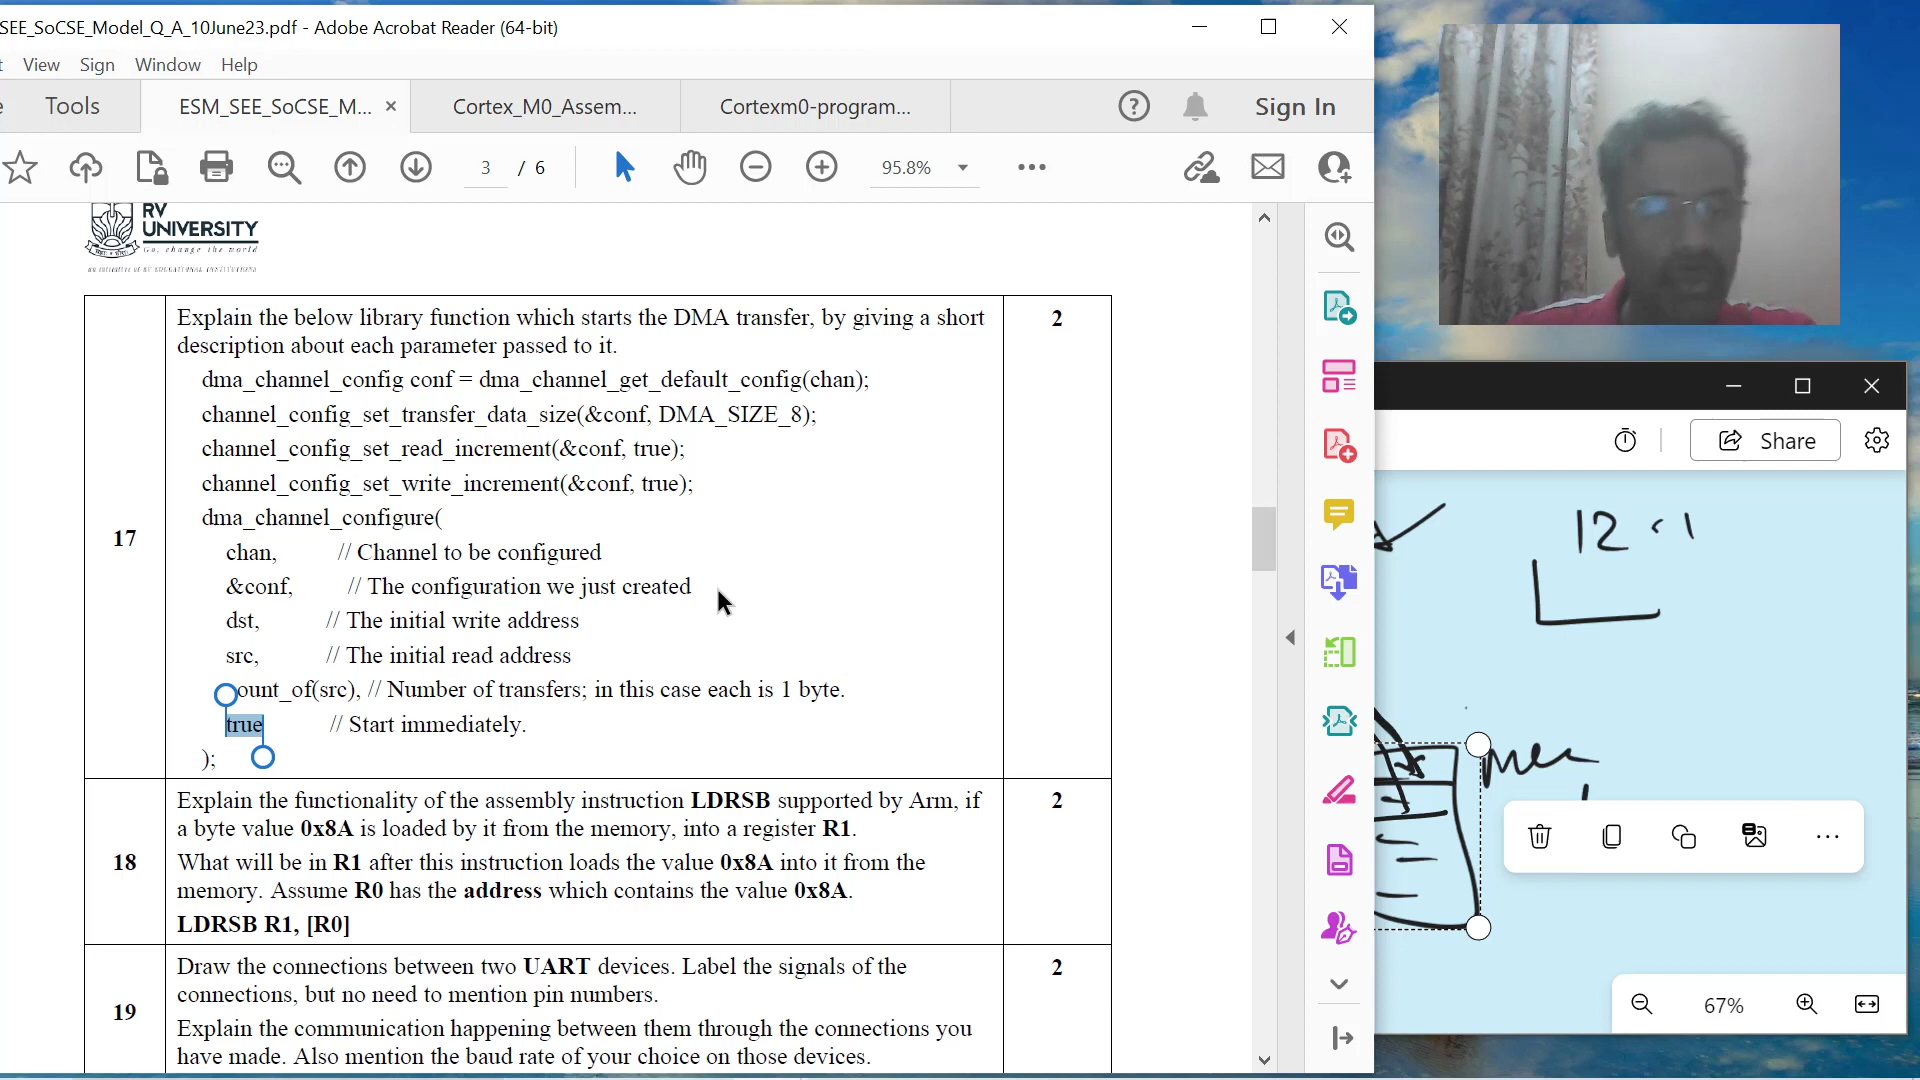 SEE_SoCSE_Model_Q_A_10June23.pdf - Adobe Acrobat Reader (64-bit)
View Sign Window Help
Tools
ESM_SEE_SoCSE_M...
Cortex_M0_Assem...
Cortexm0-program...
Sign In
3 / 6
95.8%
RV
UNIVERSITY
Go, change the world
Explain the below library function which starts the DMA transfer, by giving a short
description about each parameter passed to it.
2
dma_channel_config conf = dma_channel_get_default_config(chan);
channel_config_set_transfer_data_size(&conf, DMA_SIZE_8);
channel_config_set_read_increment(&conf, true);
channel_config_set_write_increment(&conf, true);
dma_channel_configure(
17
chan, // Channel to be configured
&conf, // The configuration we just created
dst, // The initial write address
src, // The initial read address
ount_of(src), // Number of transfers; in this case each is 1 byte.
true // Start immediately.
);
Explain the functionality of the assembly instruction LDRSB supported by Arm, if
a byte value 0x8A is loaded by it from the memory, into a register R1.
2
18
What will be in R1 after this instruction loads the value 0x8A into it from the
memory. Assume R0 has the address which contains the value 0x8A.
LDRSB R1, [R0]
Draw the connections between two UART devices. Label the signals of the
connections, but no need to mention pin numbers.
2
19
Explain the communication happening between them through the connections you
have made. Also mention the baud rate of your choice on those devices.
Share
12
67%